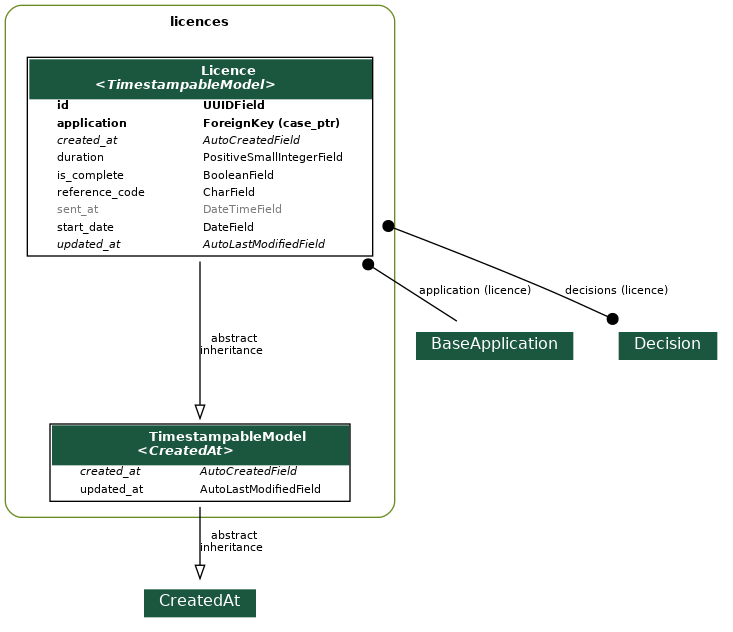 licences
Licence
<TimestampableModel>
id UUIDField
application ForeignKey (case_ptr)
created_at AutoCreatedField
duration PositiveSmallIntegerField
is_complete BooleanField
reference_code CharField
sent_at DateTimeField
start_date DateField
updated_at AutoLastModifiedField
application (licence) decisions (licence)
BaseApplication Decision
abstract
inheritance
TimestampableModel
<CreatedAt>
created_at AutoCreatedField
updated_at AutoLastModifiedField
abstract
inheritance
CreatedAt